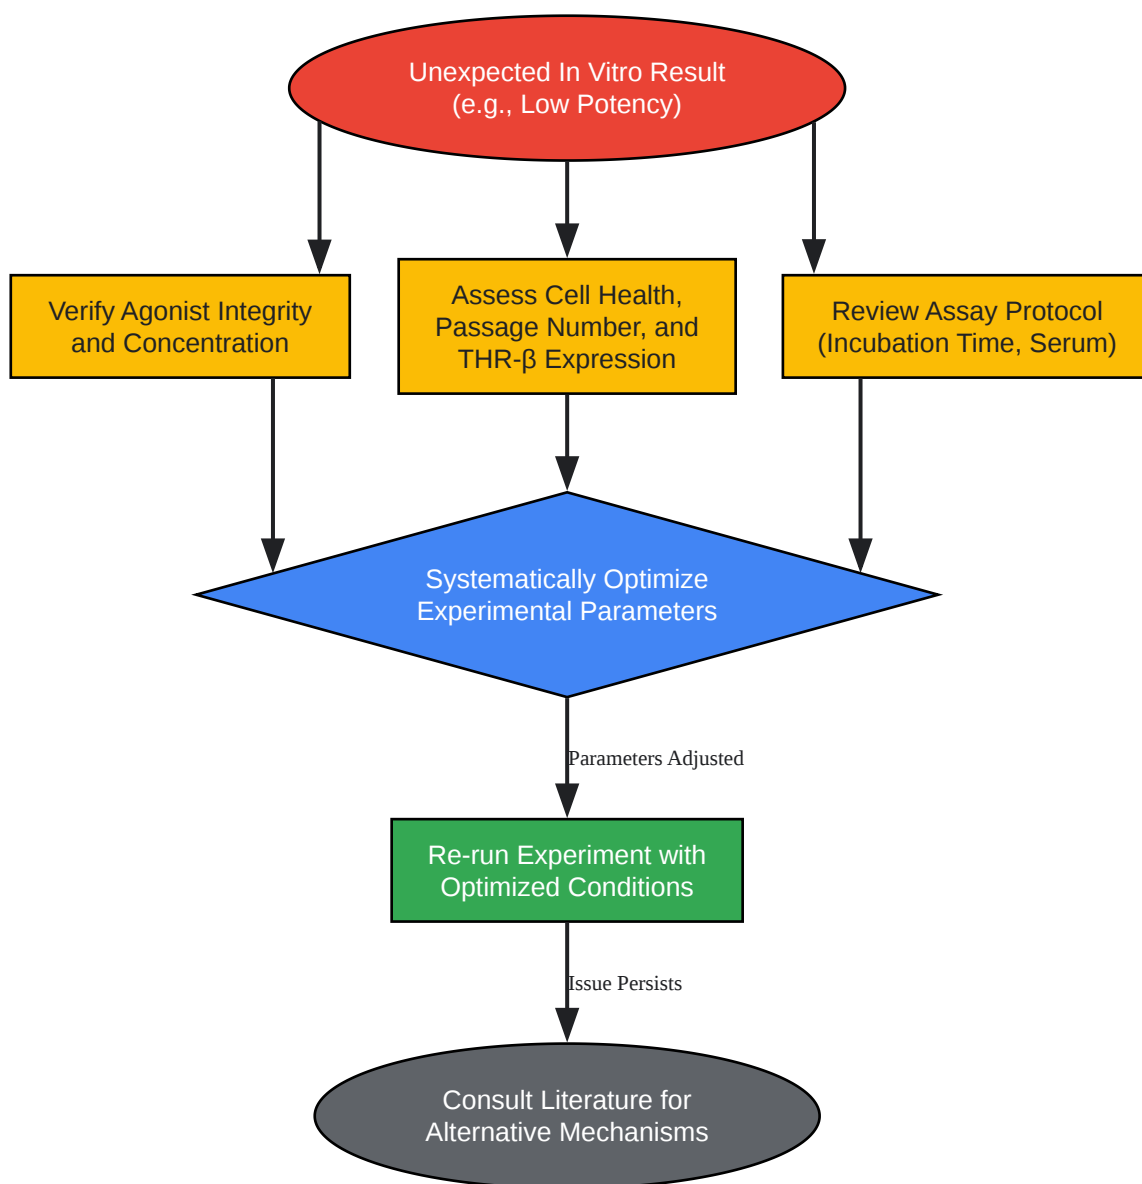 Unexpected In Vitro Result
(e.g., Low Potency)
Verify Agonist Integrity
and Concentration
Assess Cell Health,
Passage Number, and
THR-β Expression
Review Assay Protocol
(Incubation Time, Serum)
Systematically Optimize
Experimental Parameters
Parameters Adjusted
Re-run Experiment with
Optimized Conditions
Issue Persists
Consult Literature for
Alternative Mechanisms